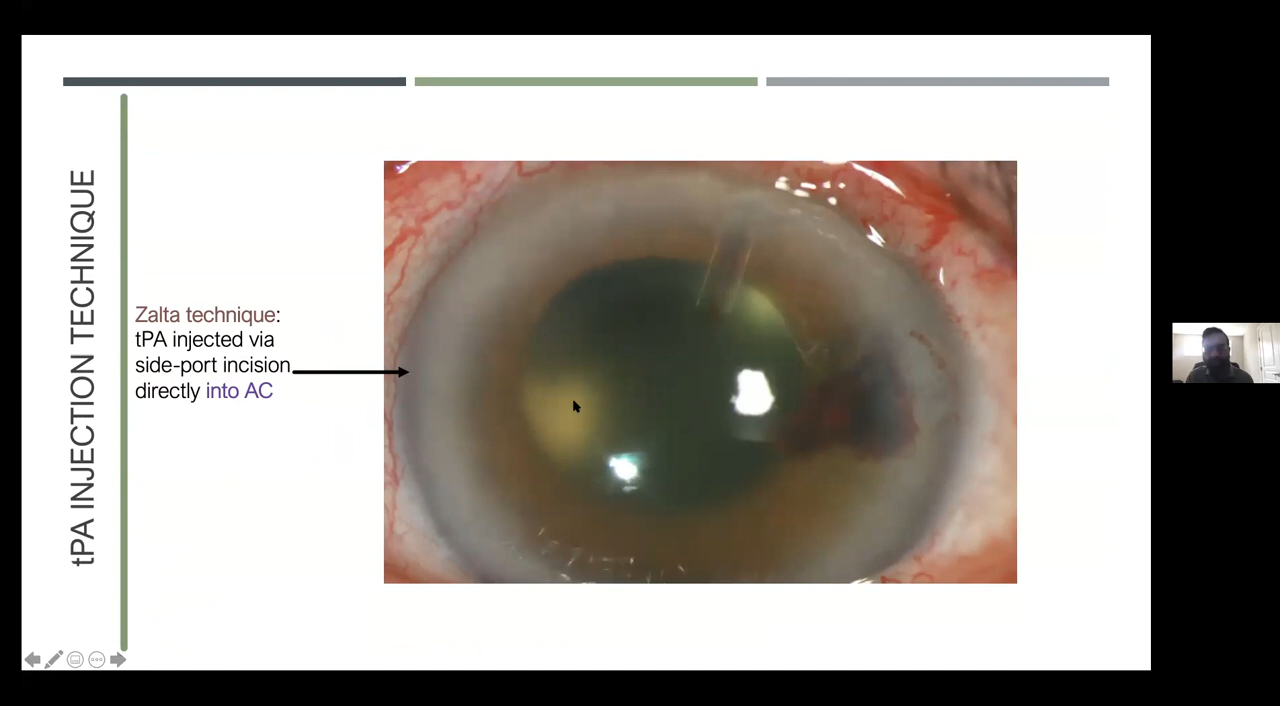 tPA INJECTION TECHNIQUE
Zalta technique:
tPA injected via
side-port incision
directly into AC